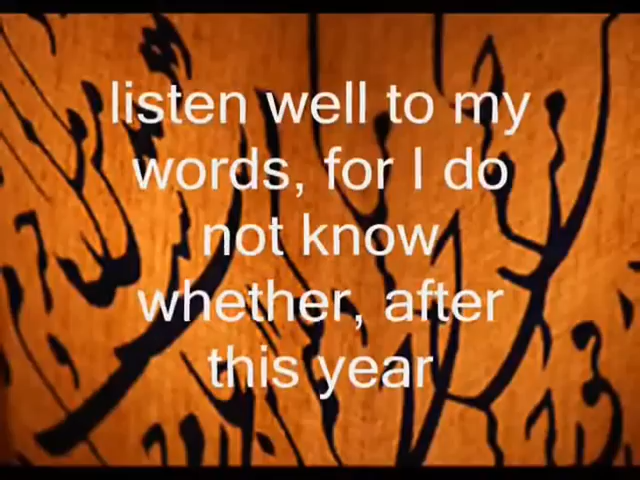 listen well to my
words, for I do
not know
whether, after
this year